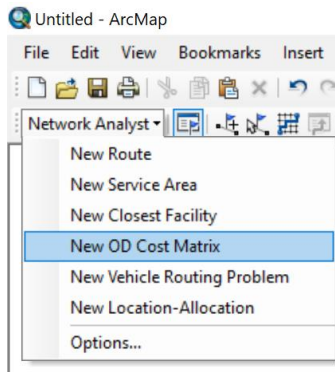 Untitled - ArcMap
File Edit View Bookmarks Insert
Network Analyst
New Route
New Service Area
New Closest Facility
New OD Cost Matrix
New Vehicle Routing Problem
New Location-Allocation
Options...